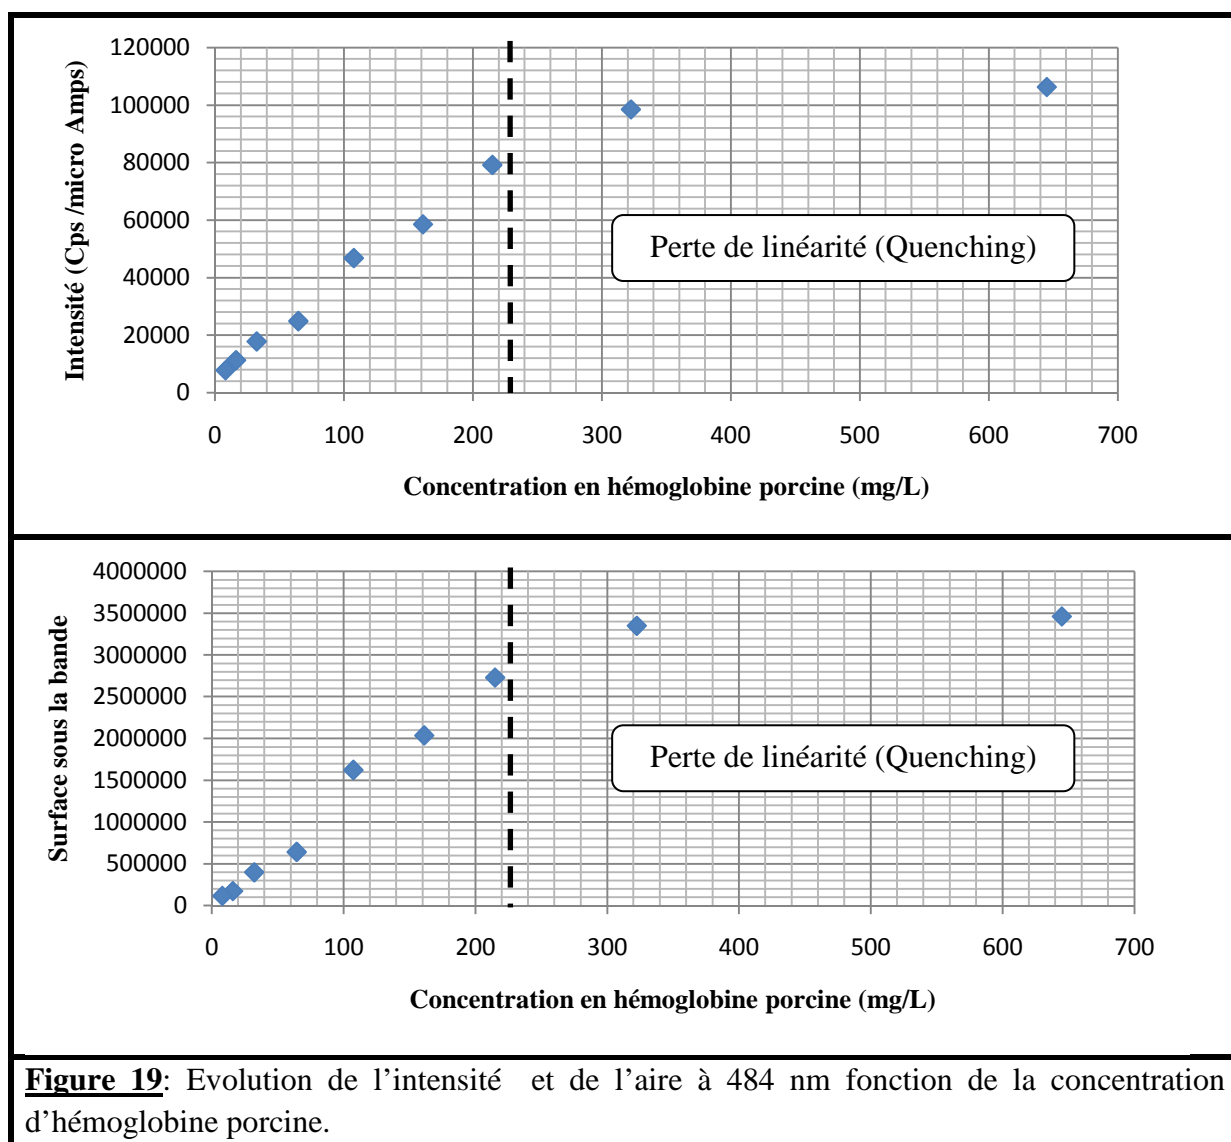 120000
100000
80000
60000
40000
20000
0
Intensité (Cps /micro Amps)
Perte de linéarité (Quenching)
0 100 200 300 400 500 600 700
Concentration en hémoglobine porcine (mg/L)
4000000
3500000
3000000
2500000
2000000
1500000
1000000
500000
0
Surface sous la bande
Perte de linéarité (Quenching)
0 100 200 300 400 500 600 700
Concentration en hémoglobine porcine (mg/L)
Figure 19: Evolution de l’intensité et de l’aire à 484 nm fonction de la concentration
d’hémoglobine porcine.